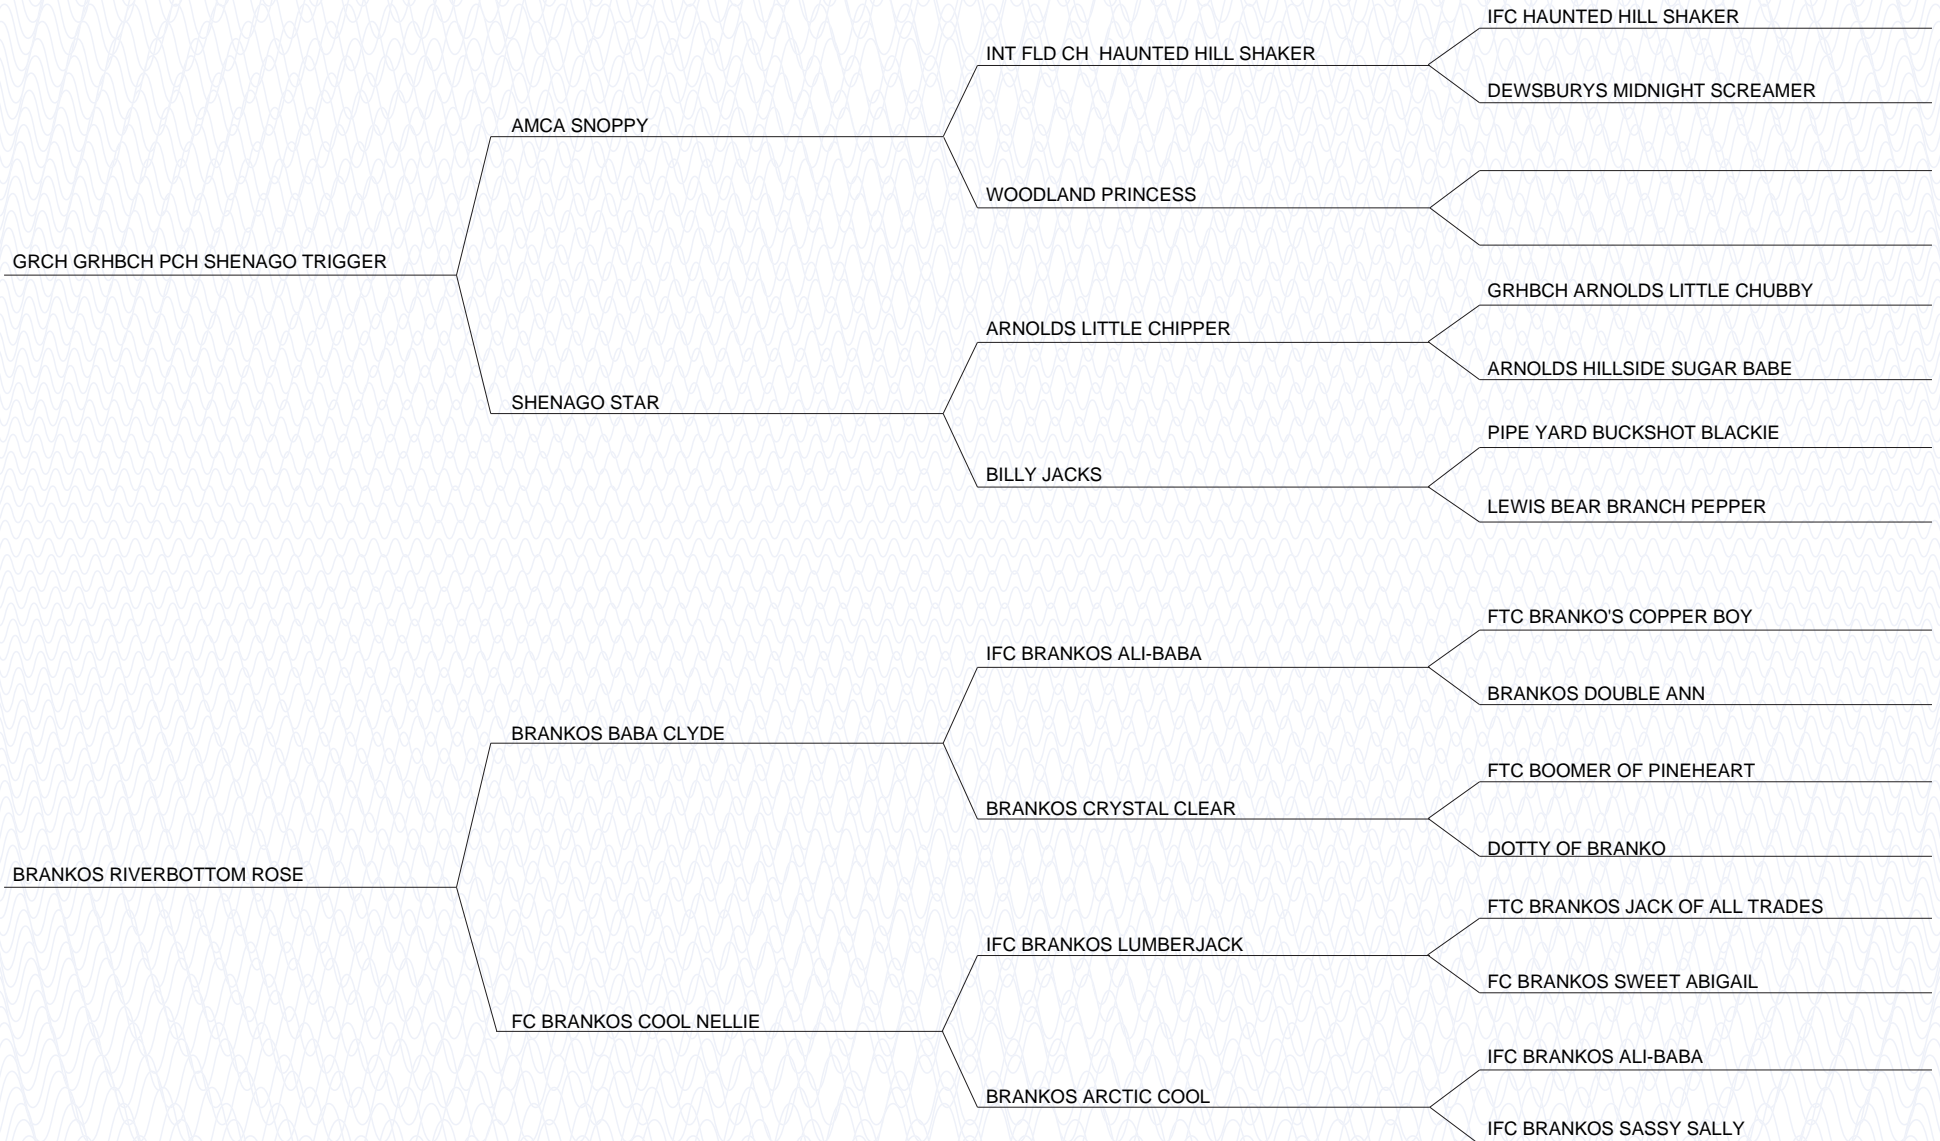 IFC HAUNTED HILL SHAKER
INT FLD CH  HAUNTED HILL SHAKER
DEWSBURYS MIDNIGHT SCREAMER
AMCA SNOPPY
WOODLAND PRINCESS
GRCH GRHBCH PCH SHENAGO TRIGGER
GRHBCH ARNOLDS LITTLE CHUBBY
ARNOLDS LITTLE CHIPPER
ARNOLDS HILLSIDE SUGAR BABE
SHENAGO STAR
PIPE YARD BUCKSHOT BLACKIE
BILLY JACKS
LEWIS BEAR BRANCH PEPPER
FTC BRANKO'S COPPER BOY
IFC BRANKOS ALI-BABA
BRANKOS DOUBLE ANN
BRANKOS BABA CLYDE
FTC BOOMER OF PINEHEART
BRANKOS CRYSTAL CLEAR
DOTTY OF BRANKO
BRANKOS RIVERBOTTOM ROSE
FTC BRANKOS JACK OF ALL TRADES
IFC BRANKOS LUMBERJACK
FC BRANKOS SWEET ABIGAIL
FC BRANKOS COOL NELLIE
IFC BRANKOS ALI-BABA
BRANKOS ARCTIC COOL
IFC BRANKOS SASSY SALLY